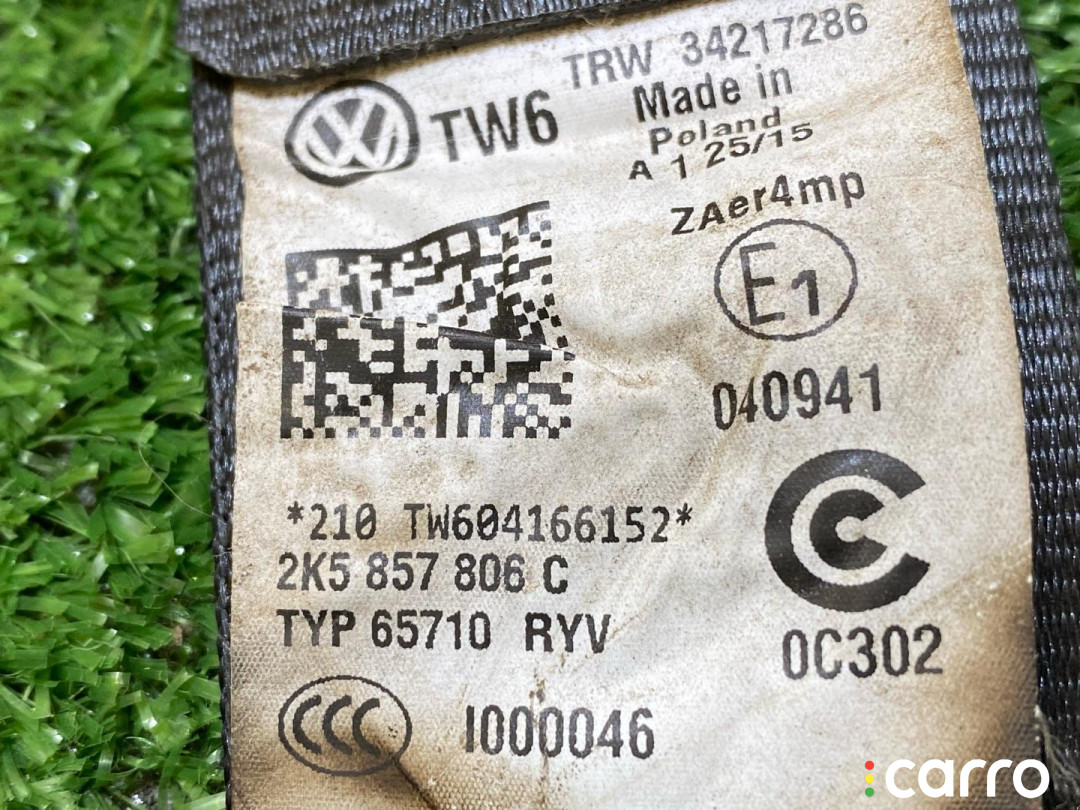 TRW 34217286
TW6
Made in
Poland
A 1 25/15
ZAer4mp
E1
040941
*210 TW604166152*
2K5 857 806 C
TYP 65710 RYV
0C302
CCC
I000046
carro